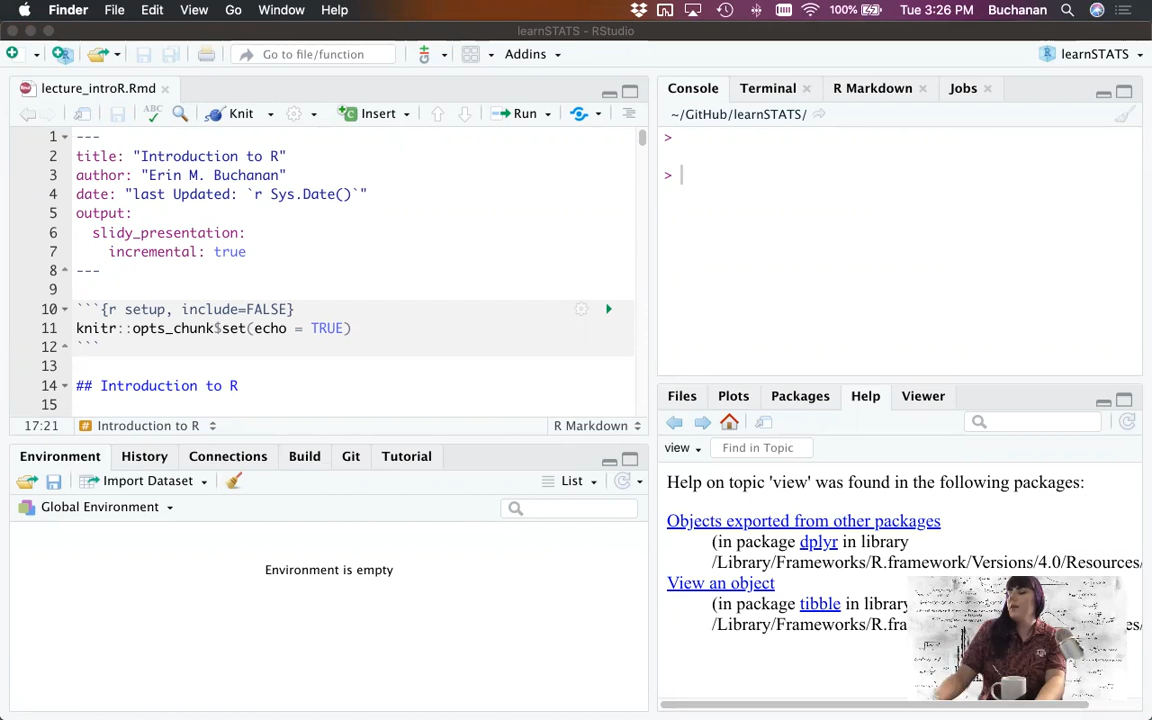 Finder File Edit View Go Window Help 100% Tue 3:26 PM Buchanan
learnSTATS - RStudio
Go to file/function Addins learnSTATS
lecture_introR.Rmd
ABC Knit Insert Run
1 ---
2 title: "Introduction to R"
3 author: "Erin M. Buchanan"
4 date: "last Updated: `r Sys.Date()`"
5 output:
6 slidy_presentation:
7 incremental: true
8 ---
9
10 ```{r setup, include=FALSE}
11 knitr::opts_chunk$set(echo = TRUE)
12 ```
13
14 ## Introduction to R
15
17:21 # Introduction to R R Markdown
Environment History Connections Build Git Tutorial
Import Dataset List
Global Environment
Environment is empty
Console Terminal R Markdown Jobs
~/GitHub/learnSTATS/
>
>
Files Plots Packages Help Viewer
view Find in Topic
Help on topic 'view' was found in the following packages:
Objects exported from other packages
(in package dplyr in library
/Library/Frameworks/R.framework/Versions/4.0/Resources/
View an object
(in package tibble in library
/Library/Frameworks/R.fra